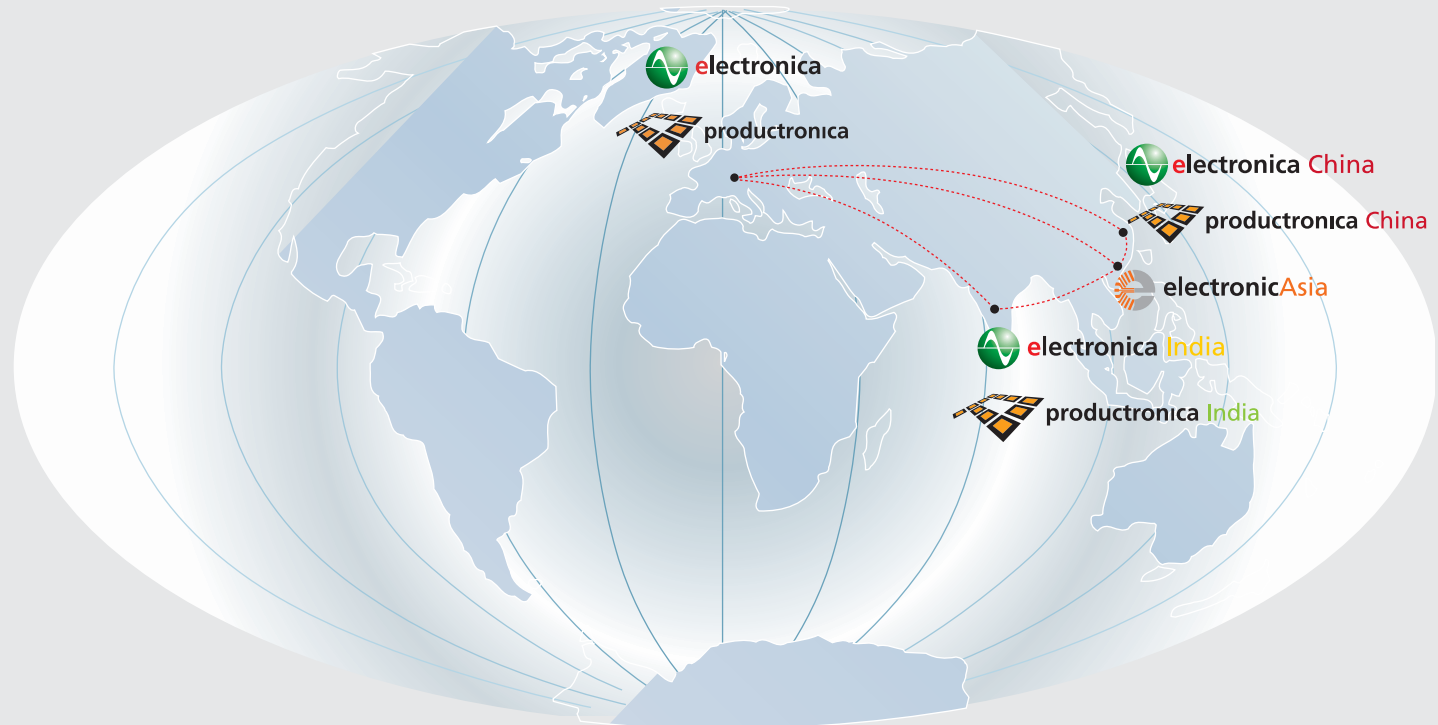 electronica
productronica
electronica China
productronica China
electronicAsia
electronica India
productronica India